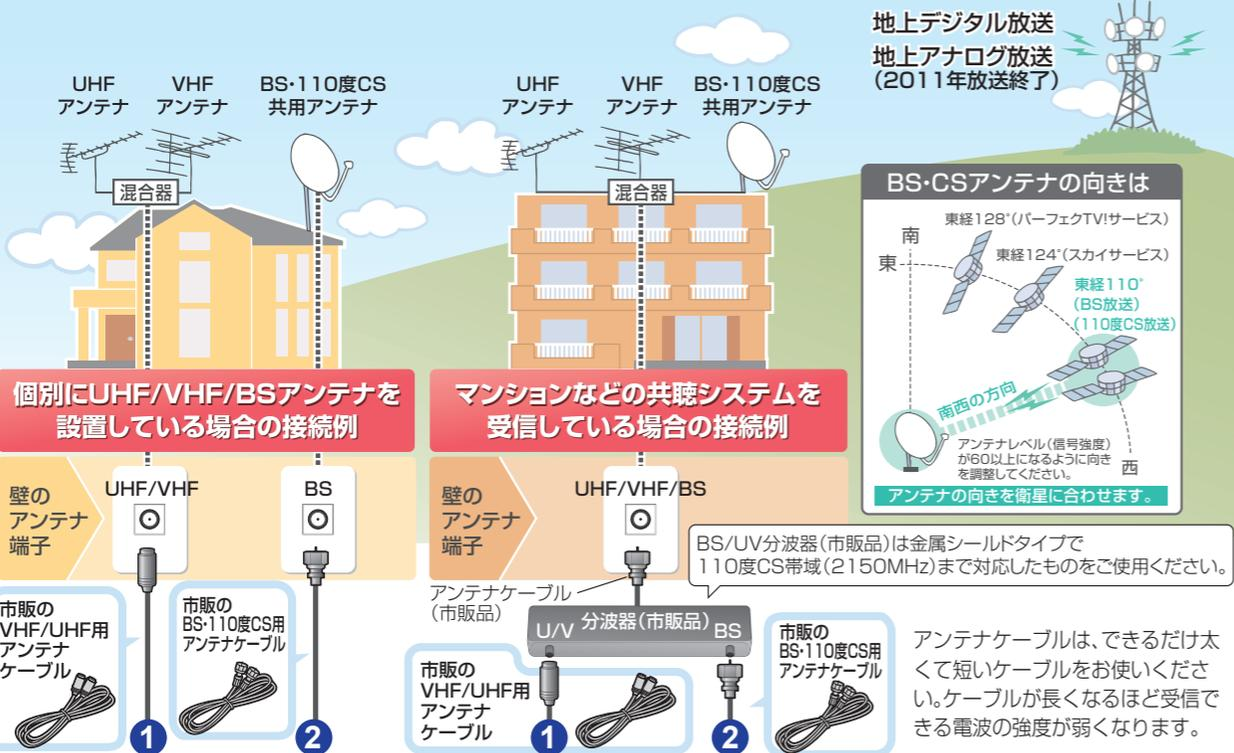 地上デジタル放送
地上アナログ放送
(2011年放送終了)
UHF
アンテナ
VHF
アンテナ
BS・110度CS
共用アンテナ
混合器
UHF
アンテナ
VHF
アンテナ
BS・110度CS
共用アンテナ
混合器
BS・CSアンテナの向きは
東経128°(パーフェクTV!サービス)
南
東
東経124°(スカイサービス)
東経110°
(BS放送)
(110度CS放送)
南西の方向
アンテナレベル(信号強度)
が60以上になるように向き
を調整してください。
西
アンテナの向きを衛星に合わせます。
個別にUHF/VHF/BSアンテナを
設置している場合の接続例
壁の
アンテナ
端子
UHF/VHF
BS
市販の
VHF/UHF用
アンテナ
ケーブル
1
市販の
BS・110度CS用
アンテナケーブル
2
マンションなどの共聴システムを
受信している場合の接続例
壁の
アンテナ
端子
UHF/VHF/BS
BS/UV分波器(市販品)は金属シールドタイプで
110度CS帯域(2150MHz)まで対応したものをご使用ください。
アンテナケーブル
(市販品)
U/V 分波器(市販品) BS
市販の
VHF/UHF用
アンテナ
ケーブル
1
2
市販の
BS・110度CS用
アンテナケーブル
アンテナケーブルは、できるだけ太
くて短いケーブルをお使いくださ
い。ケーブルが長くなるほど受信で
きる電波の強度が弱くなります。